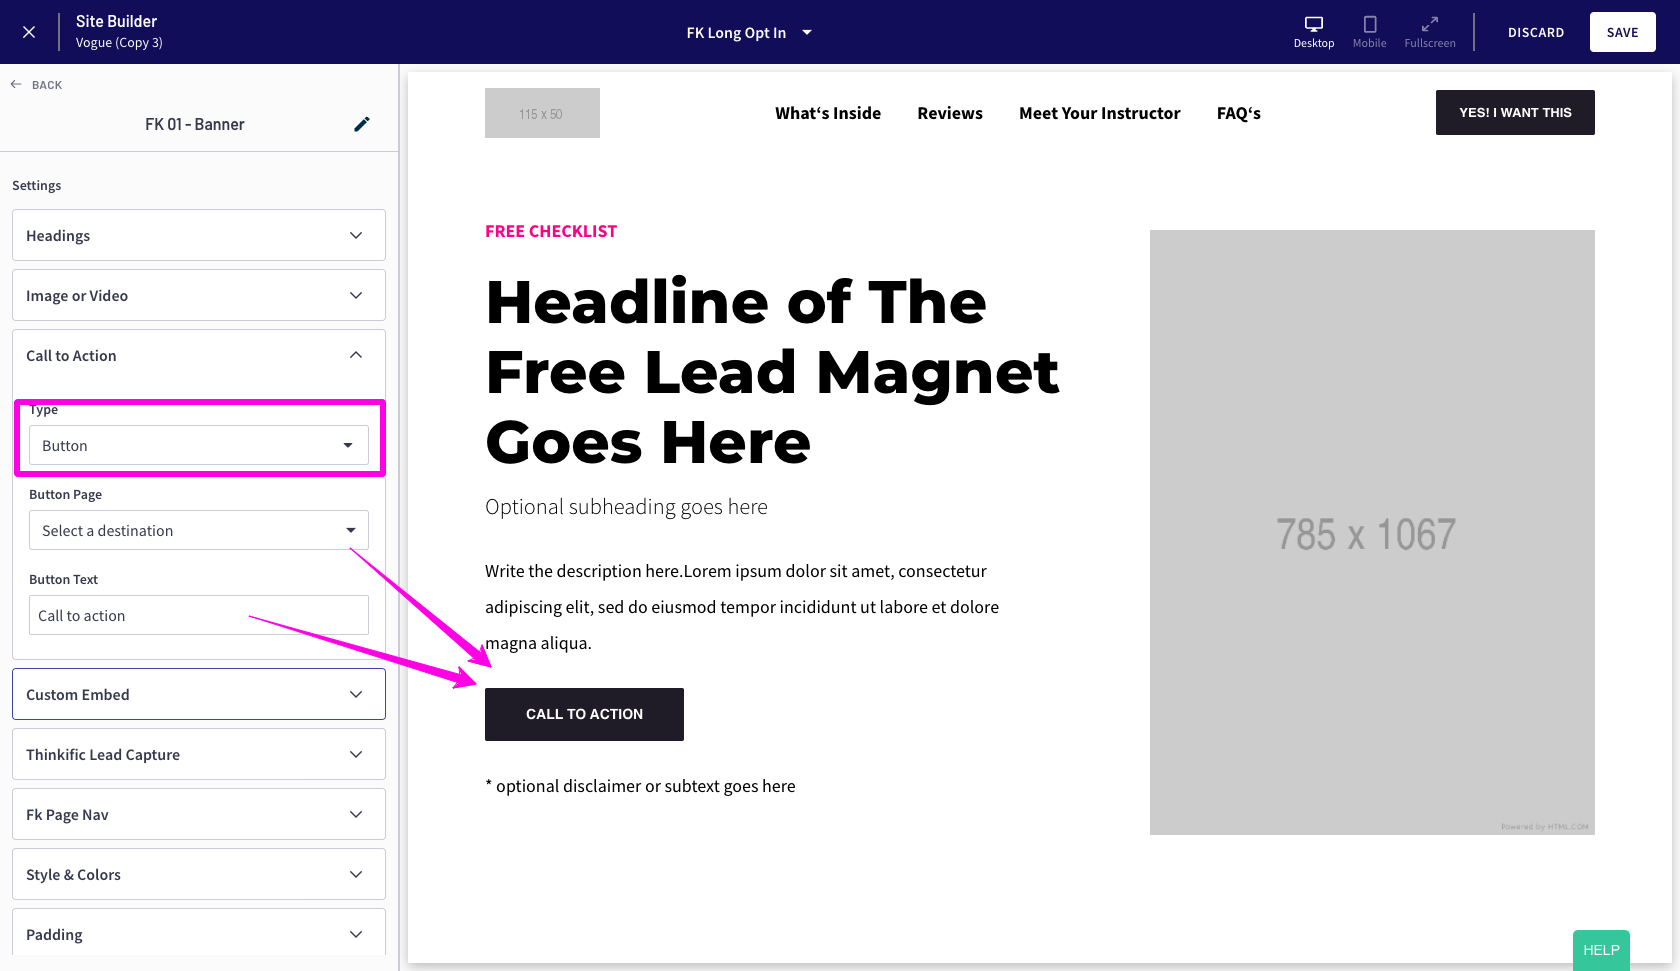 Site Builder
Vogue (Copy 3)
FK Long Opt In
Desktop
Mobile
Fullscreen
DISCARD
SAVE
BACK
FK 01 - Banner
Settings
Headings
Image or Video
Call to Action
Type
Button
Button Page
Select a destination
Button Text
Call to action
Custom Embed
Thinkific Lead Capture
Fk Page Nav
Style & Colors
Padding
115 x 50
What‘s Inside
Reviews
Meet Your Instructor
FAQ‘s
YES! I WANT THIS
FREE CHECKLIST
Headline of The
Free Lead Magnet
Goes Here
Optional subheading goes here
Write the description here.Lorem ipsum dolor sit amet, consectetur
adipiscing elit, sed do eiusmod tempor incididunt ut labore et dolore
magna aliqua.
CALL TO ACTION
* optional disclaimer or subtext goes here
785 x 1067
Powered by HTML.COM
HELP